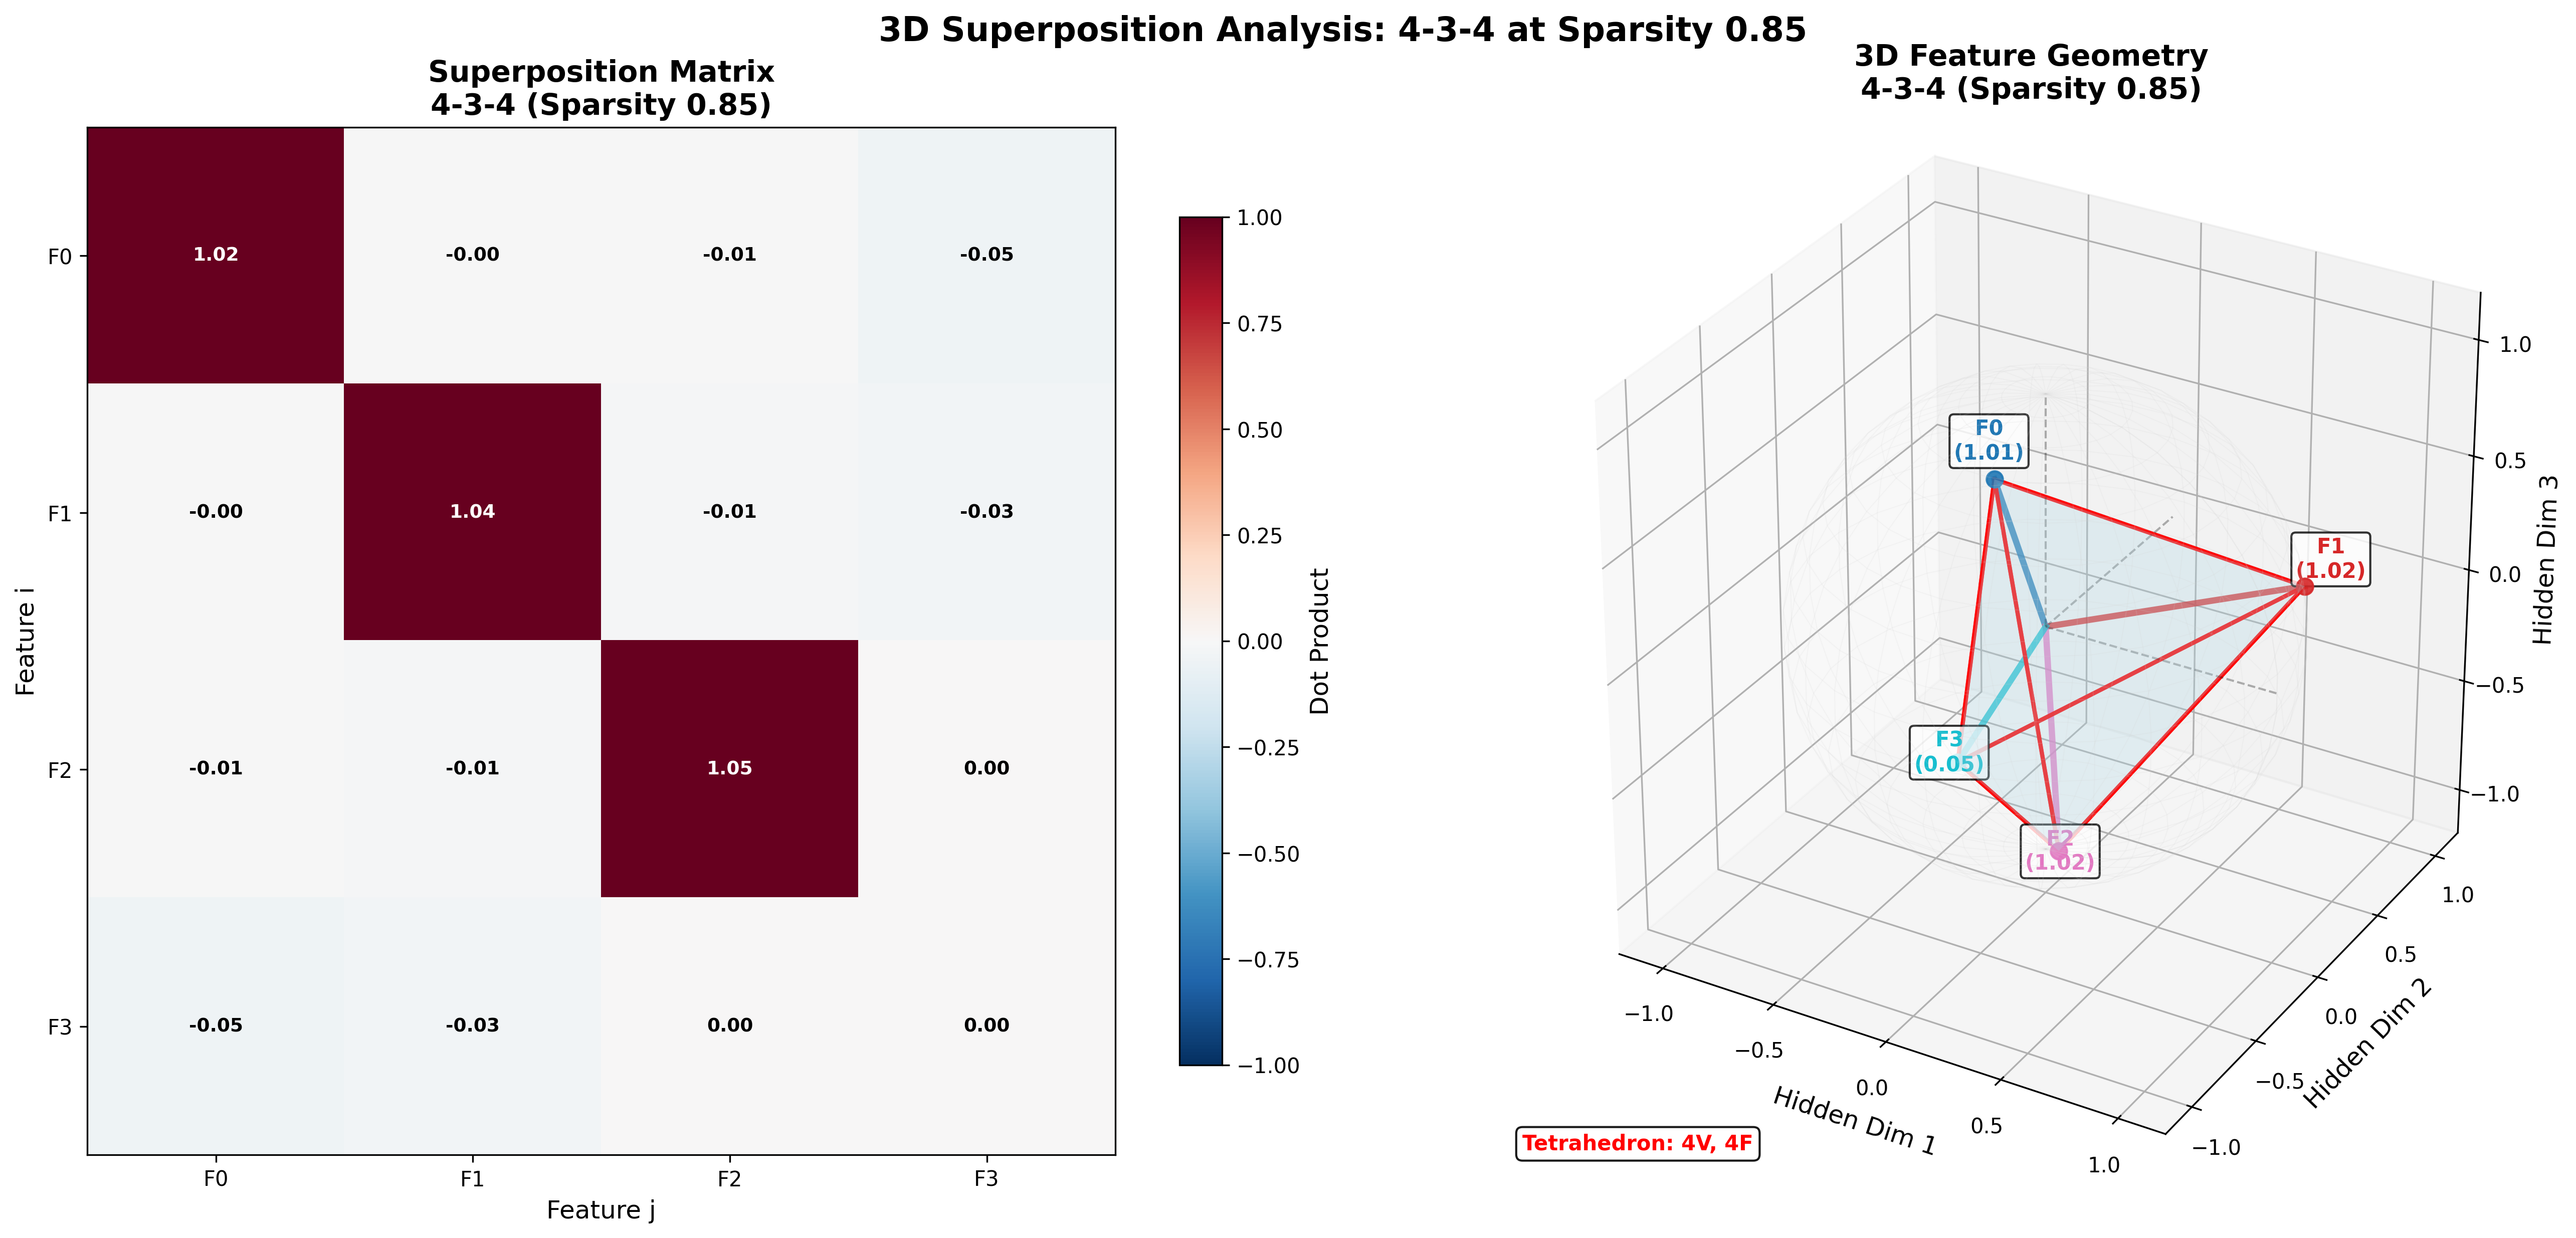 3D Superposition Analysis: 4-3-4 at Sparsity 0.85
Superposition Matrix
4-3-4 (Sparsity 0.85)
Feature i
F0
F1
F2
F3
1.02
-0.00
-0.01
-0.05
-0.00
1.04
-0.01
-0.03
-0.01
-0.01
1.05
0.00
-0.05
-0.03
0.00
0.00
F0
F1
F2
F3
Feature j
1.00
0.75
0.50
0.25
0.00
−0.25
−0.50
−0.75
−1.00
Dot Product
3D Feature Geometry
4-3-4 (Sparsity 0.85)
F0
(1.01)
F1
(1.02)
F3
(0.05)
F2
(1.02)
1.0
0.5
0.0
−0.5
−1.0
Hidden Dim 3
1.0
0.5
0.0
−0.5
−1.0
Hidden Dim 2
−1.0
−0.5
0.0
0.5
1.0
Hidden Dim 1
Tetrahedron: 4V, 4F